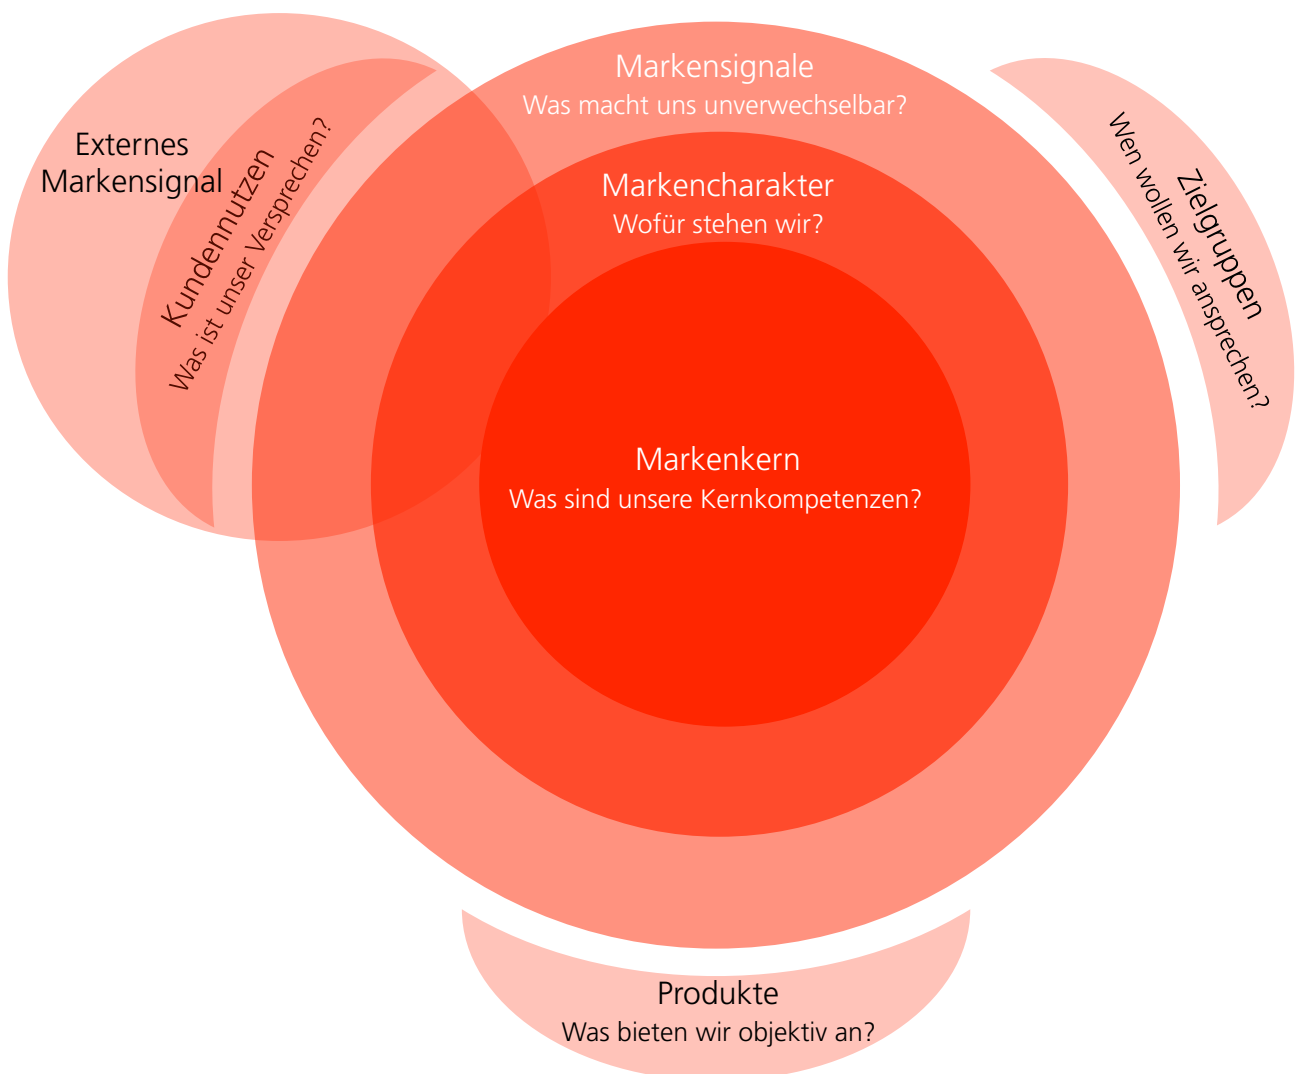 Markensignale
Was macht uns unverwechselbar?
Externes
Markensignal
Kundennutzen
Was ist unser Versprechen?
Markencharakter
Wofür stehen wir?
Zielgruppen
Wen wollen wir ansprechen?
Markenkern
Was sind unsere Kernkompetenzen?
Produkte
Was bieten wir objektiv an?